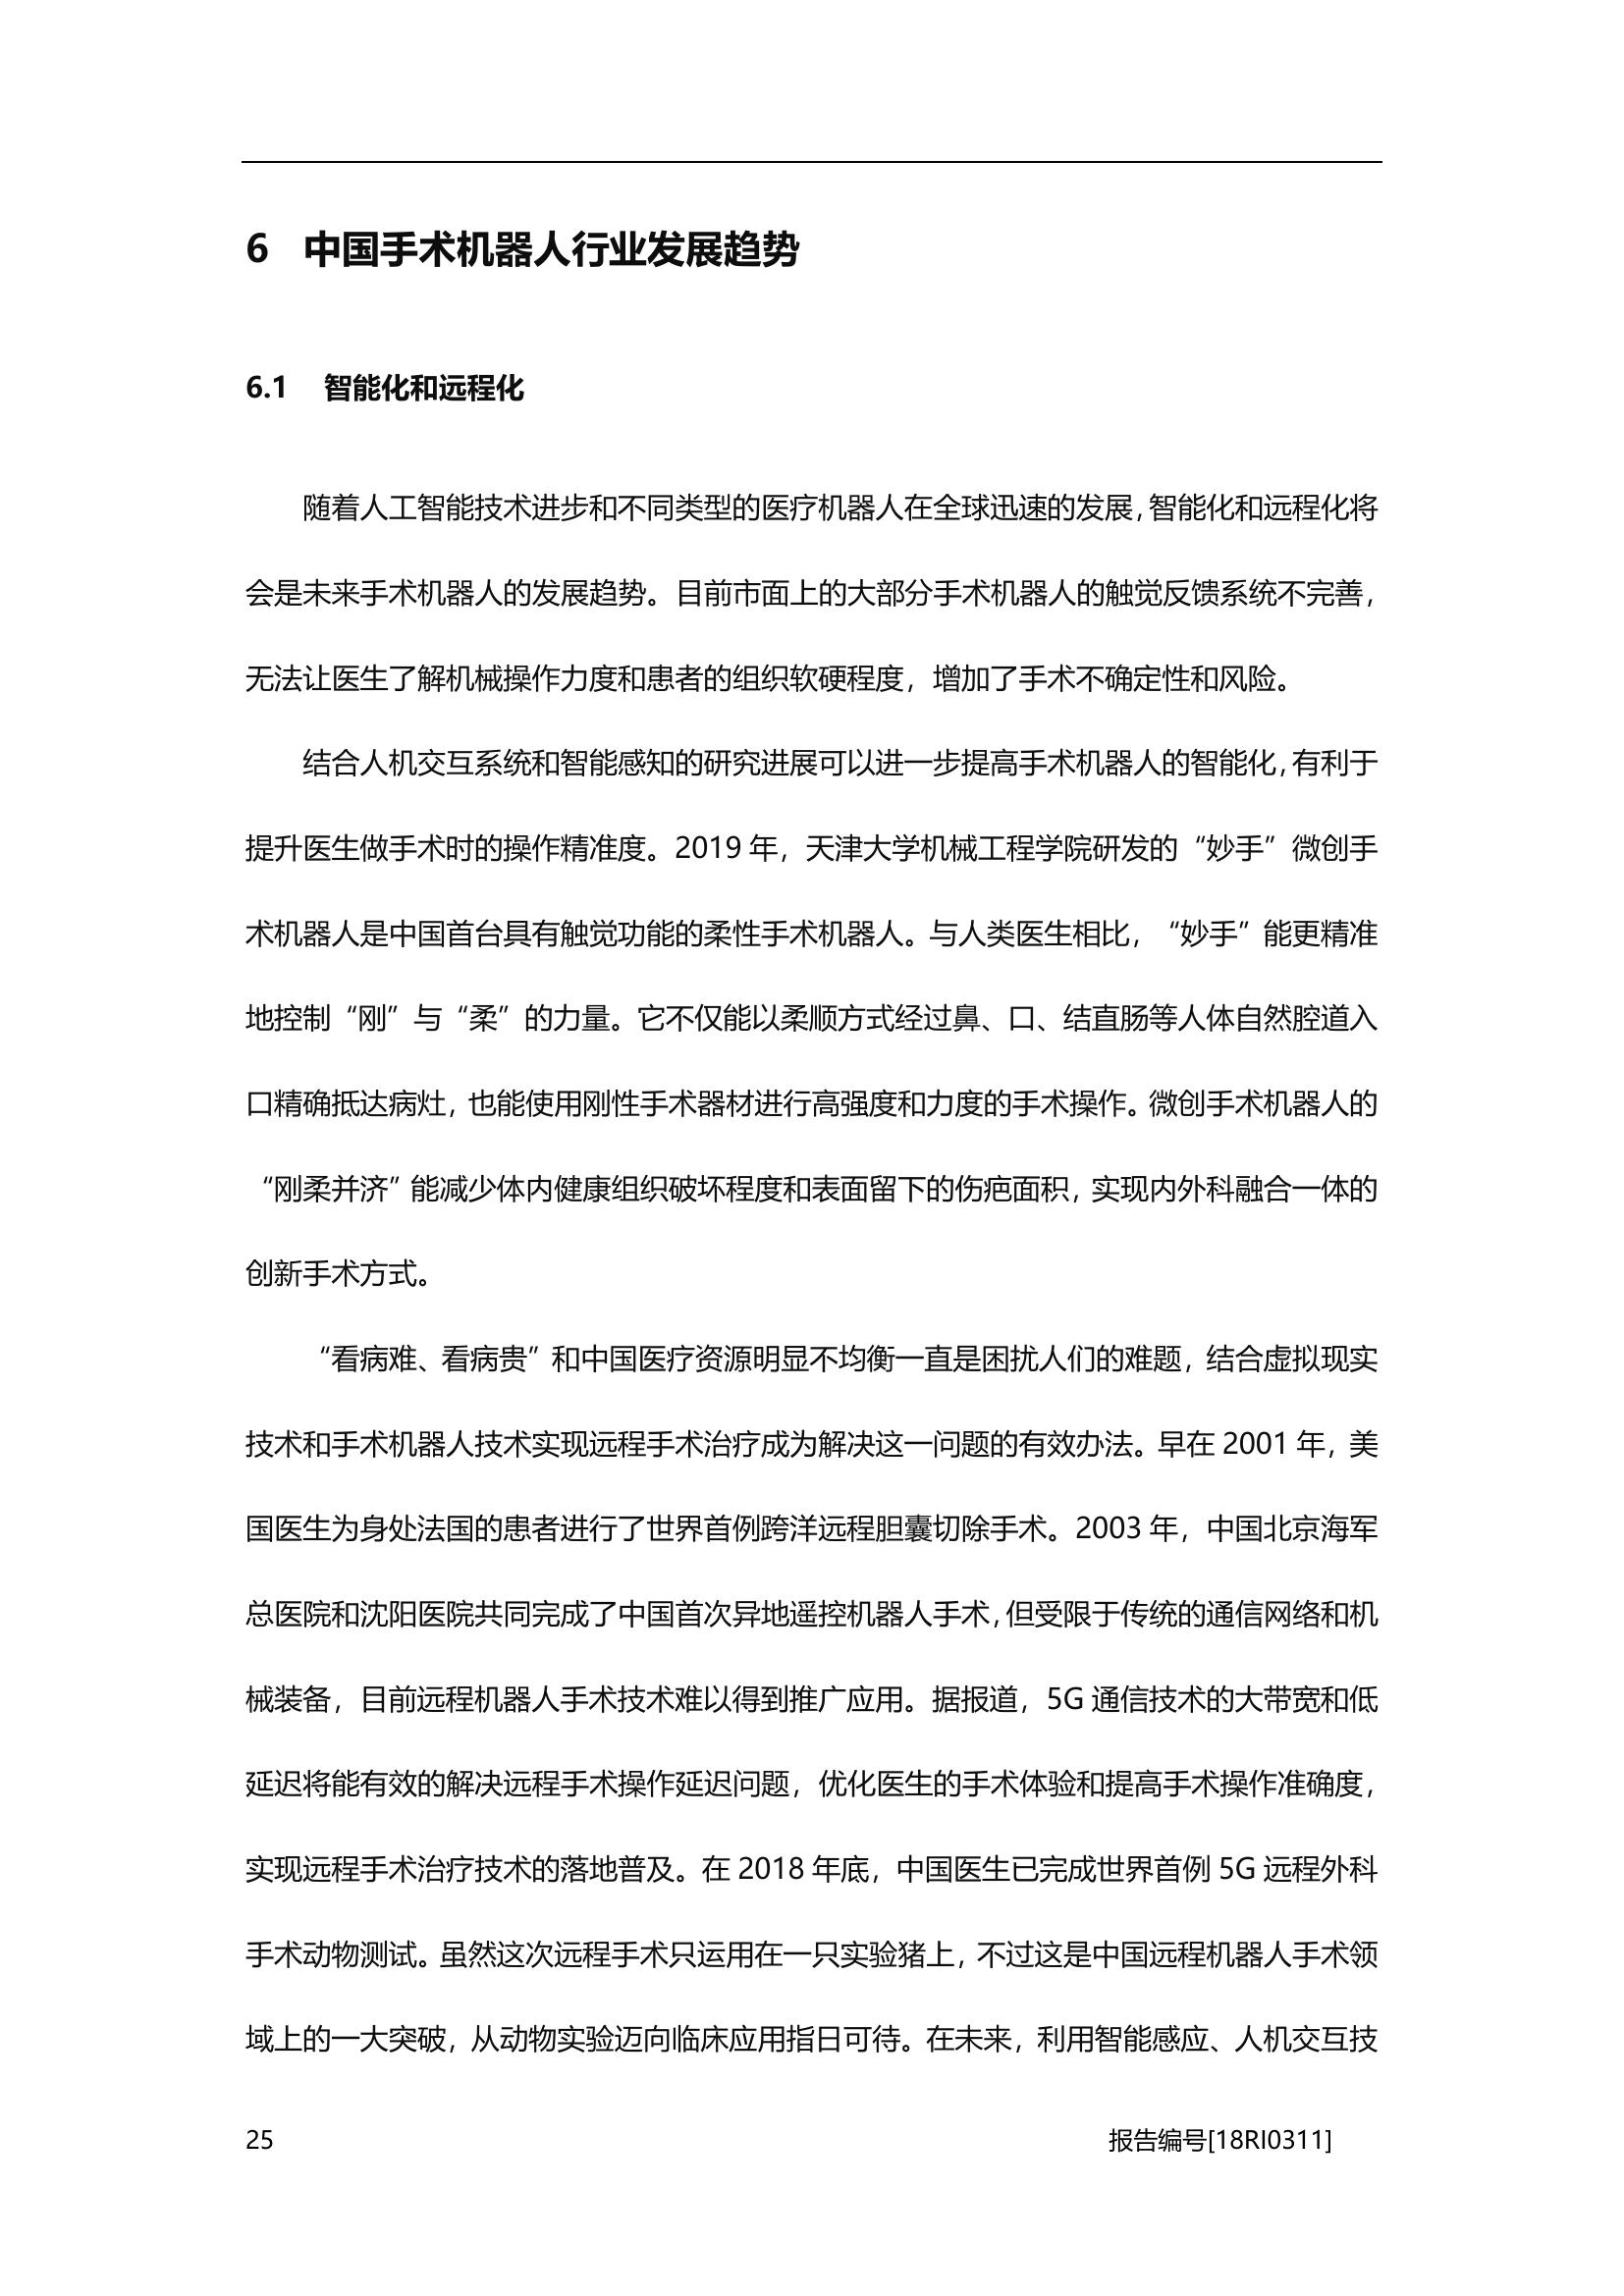 6 中国手术机器人行业发展趋势
6.1 智能化和远程化
随着人工智能技术进步和不同类型的医疗机器人在全球迅速的发展，智能化和远程化将
会是未来手术机器人的发展趋势。目前市面上的大部分手术机器人的触觉反馈系统不完善，
无法让医生了解机械操作力度和患者的组织软硬程度，增加了手术不确定性和风险。
结合人机交互系统和智能感知的研究进展可以进一步提高手术机器人的智能化，有利于
提升医生做手术时的操作精准度。2019 年，天津大学机械工程学院研发的“妙手”微创手
术机器人是中国首台具有触觉功能的柔性手术机器人。与人类医生相比，“妙手”能更精准
地控制“刚”与“柔”的力量。它不仅能以柔顺方式经过鼻、口、结直肠等人体自然腔道入
口精确抵达病灶，也能使用刚性手术器材进行高强度和力度的手术操作。微创手术机器人的
“刚柔并济”能减少体内健康组织破坏程度和表面留下的伤疤面积，实现内外科融合一体的
创新手术方式。
“看病难、看病贵”和中国医疗资源明显不均衡一直是困扰人们的难题，结合虚拟现实
技术和手术机器人技术实现远程手术治疗成为解决这一问题的有效办法。早在 2001 年，美
国医生为身处法国的患者进行了世界首例跨洋远程胆囊切除手术。2003 年，中国北京海军
总医院和沈阳医院共同完成了中国首次异地遥控机器人手术，但受限于传统的通信网络和机
械装备，目前远程机器人手术技术难以得到推广应用。据报道，5G 通信技术的大带宽和低
延迟将能有效的解决远程手术操作延迟问题，优化医生的手术体验和提高手术操作准确度，
实现远程手术治疗技术的落地普及。在 2018 年底，中国医生已完成世界首例 5G 远程外科
手术动物测试。虽然这次远程手术只运用在一只实验猪上，不过这是中国远程机器人手术领
域上的一大突破，从动物实验迈向临床应用指日可待。在未来，利用智能感应、人机交互技
25 报告编号[18RI0311]